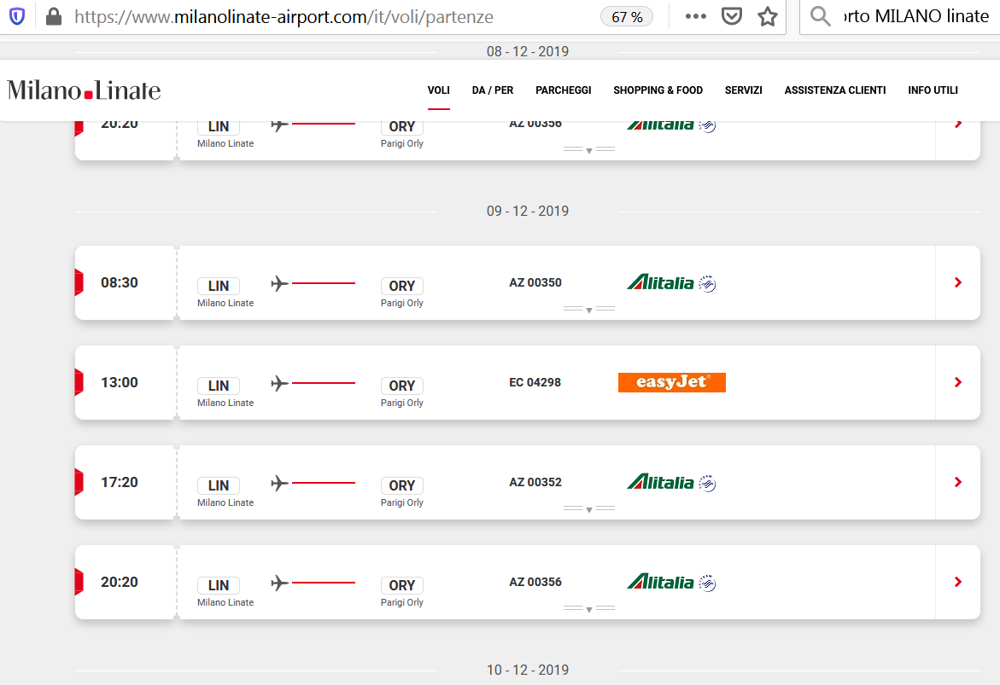 https://www.milanolinate-airport.com/it/voli/partenze 67 % rto MILANO linate
08 - 12 - 2019
Milano Linate VOLI DA / PER PARCHEGGI SHOPPING & FOOD SERVIZI ASSISTENZA CLIENTI INFO UTILI
20:20 LIN ORY AZ 00356 Alitalia
Milano Linate Parigi Orly
09 - 12 - 2019
08:30 LIN ORY AZ 00350 Alitalia
Milano Linate Parigi Orly
13:00 LIN ORY EC 04298 easyJet
Milano Linate Parigi Orly
17:20 LIN ORY AZ 00352 Alitalia
Milano Linate Parigi Orly
20:20 LIN ORY AZ 00356 Alitalia
Milano Linate Parigi Orly
10 - 12 - 2019